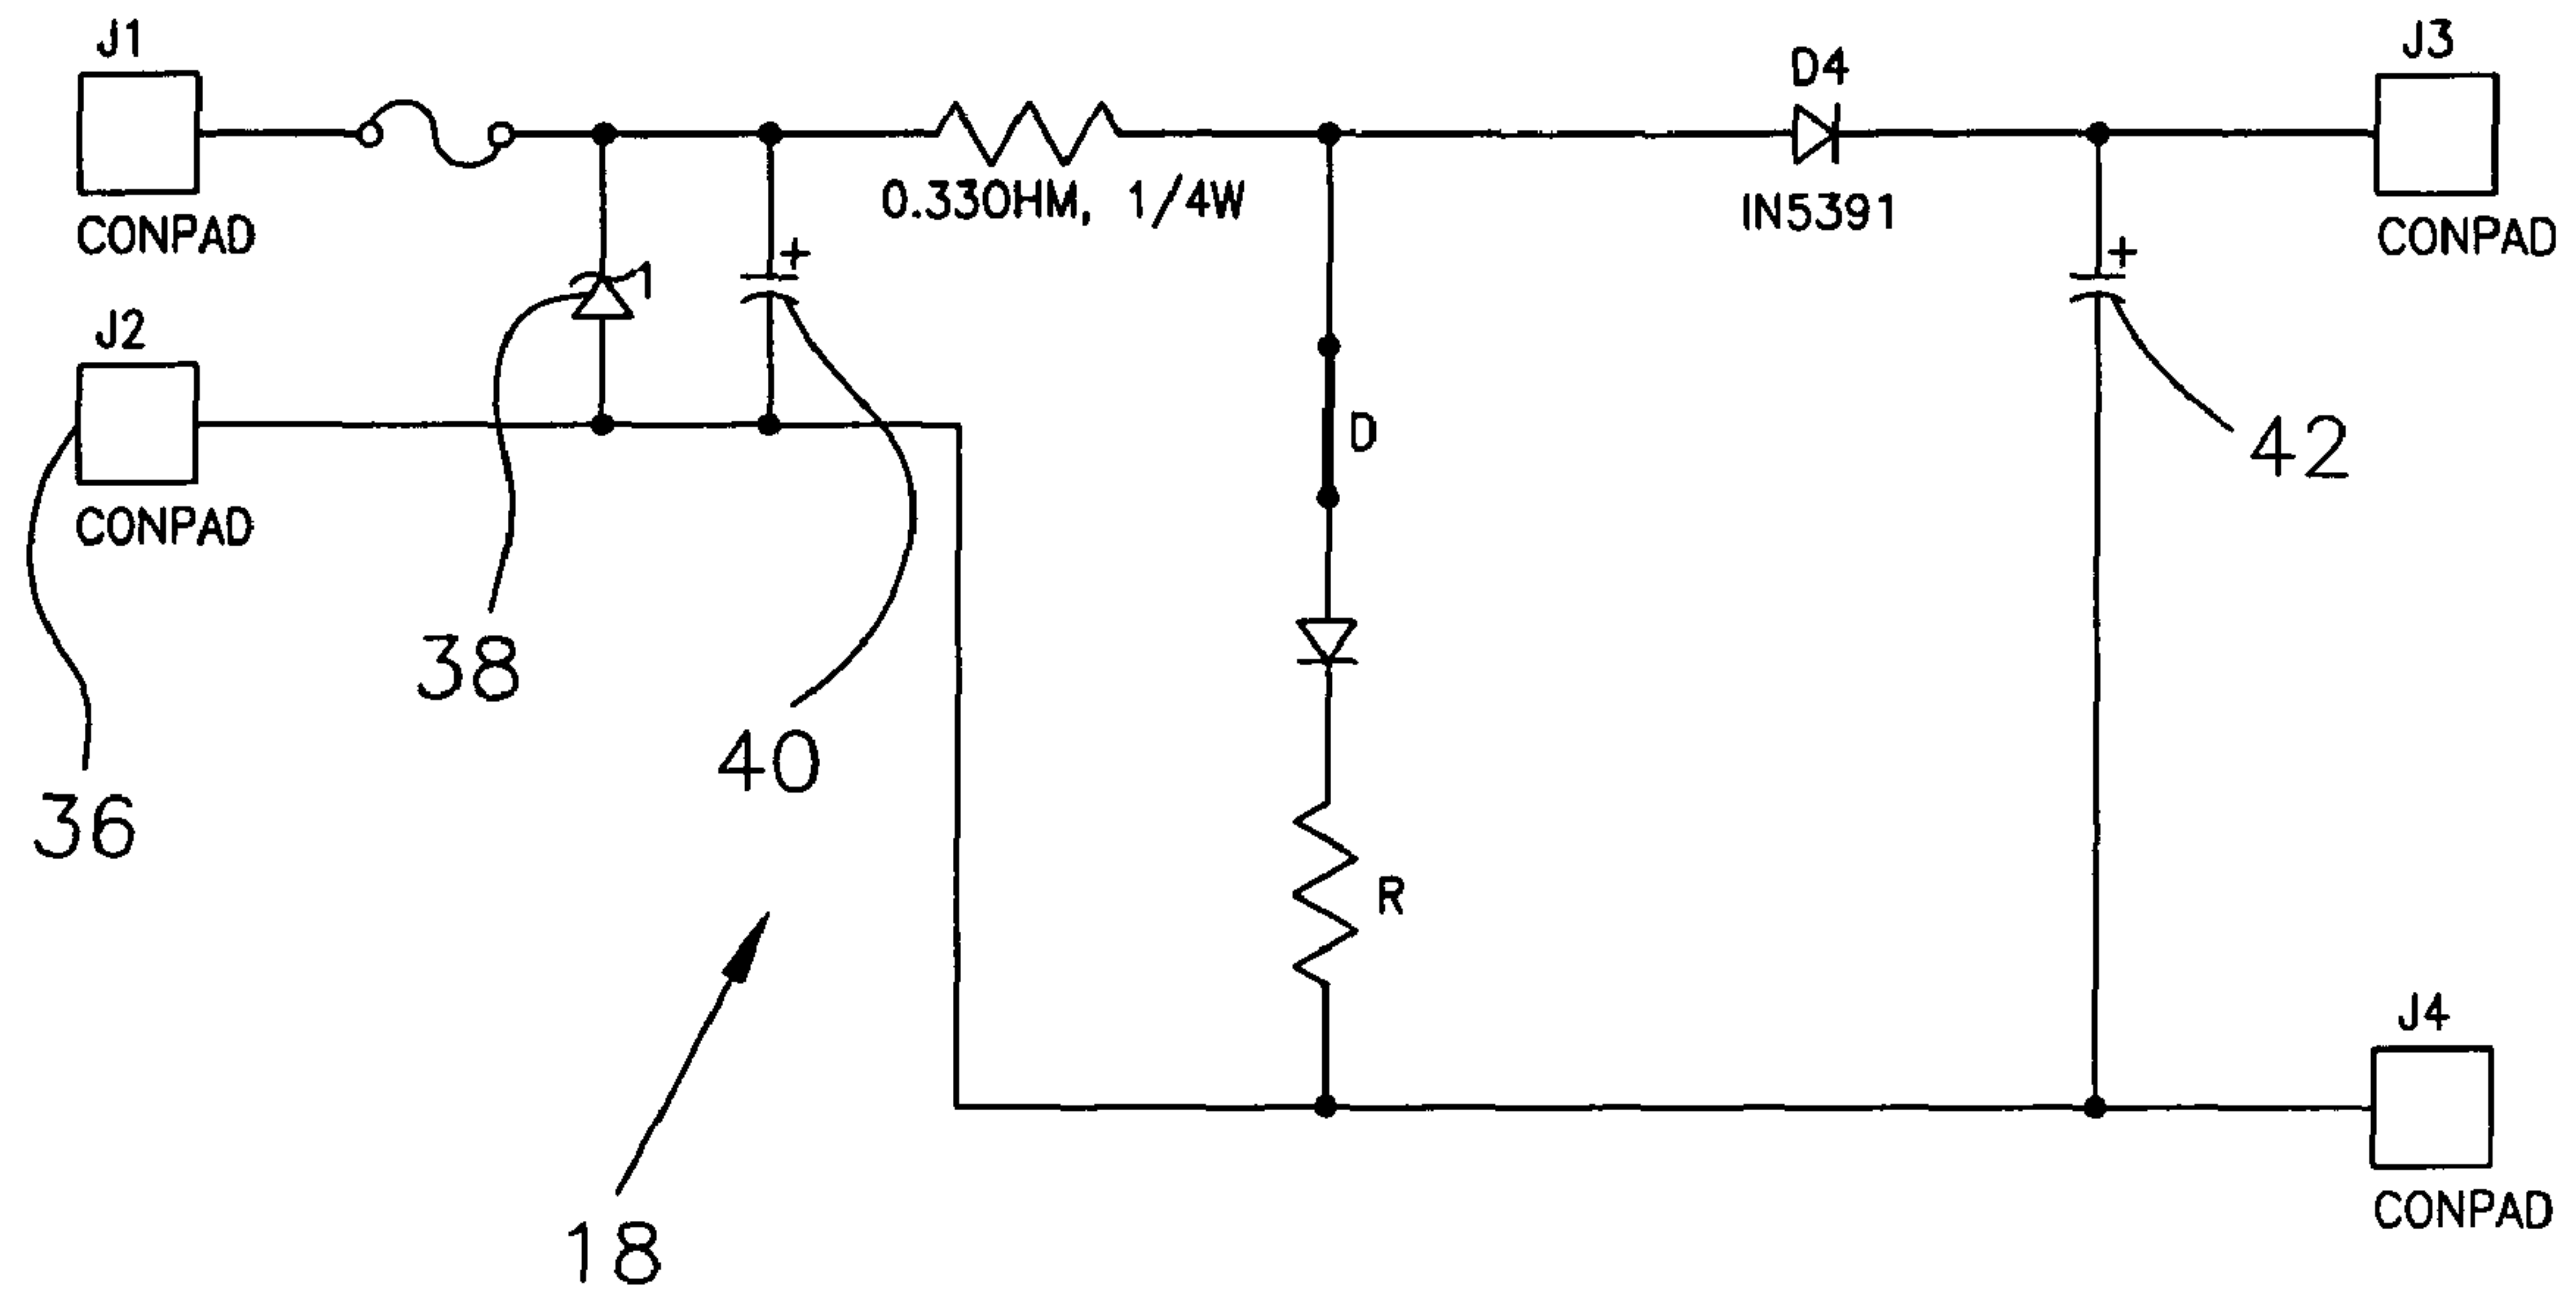 J1
CONPAD
J2
CONPAD
36
38
1
+
40
0.33OHM, 1/4W
D
R
D4
IN5391
+
42
J3
CONPAD
J4
CONPAD
18